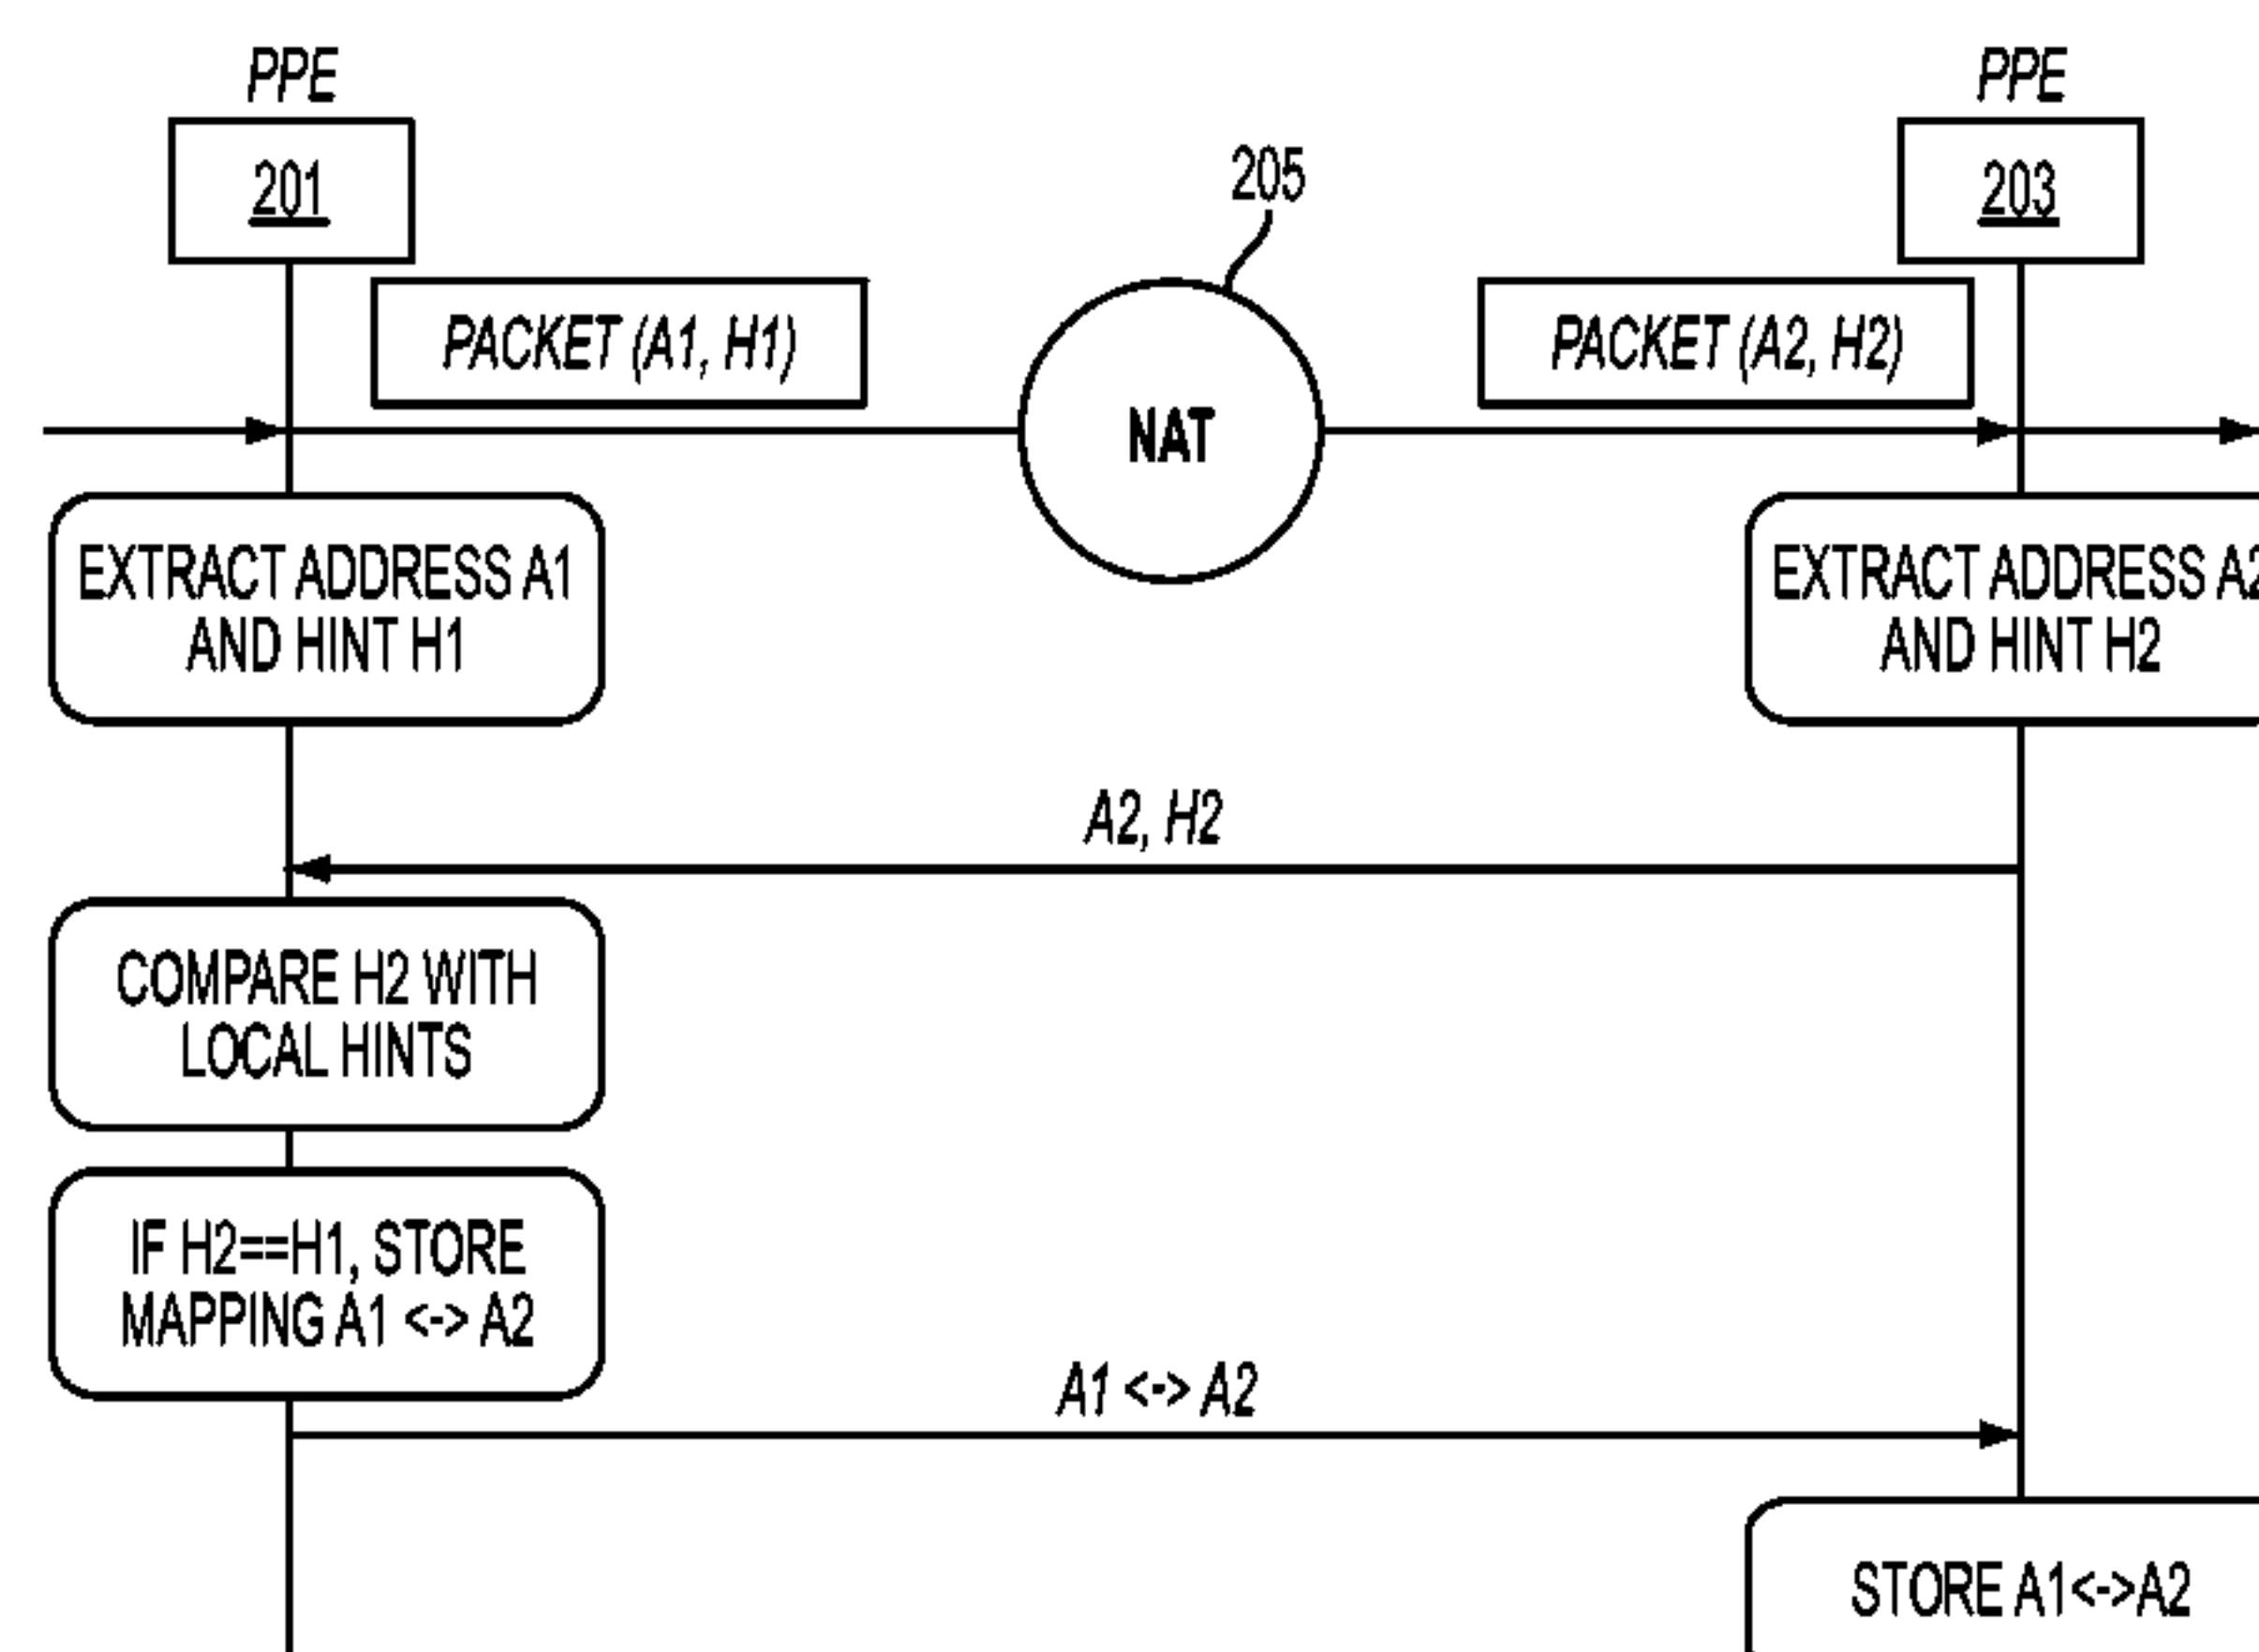 PPE
PPE
201
205
203
PACKET (A1, H1)
PACKET (A2, H2)
NAT
EXTRACT ADDRESS A1
AND HINT H1
EXTRACT ADDRESS A2
AND HINT H2
A2, H2
COMPARE H2 WITH
LOCAL HINTS
IF H2==H1, STORE
MAPPING A1 <-> A2
A1 <-> A2
STORE A1<->A2